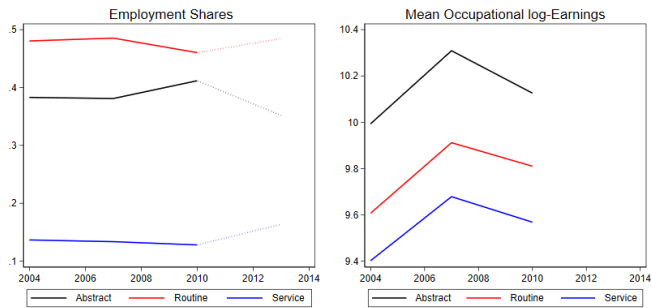 Employment Shares
.5
.4
.3
.2
.1
2004 2006 2008 2010 2012 2014
Abstract Routine Service
Mean Occupational log-Earnings
10.4
10.2
10
9.8
9.6
9.4
2004 2006 2008 2010 2012 2014
Abstract Routine Service